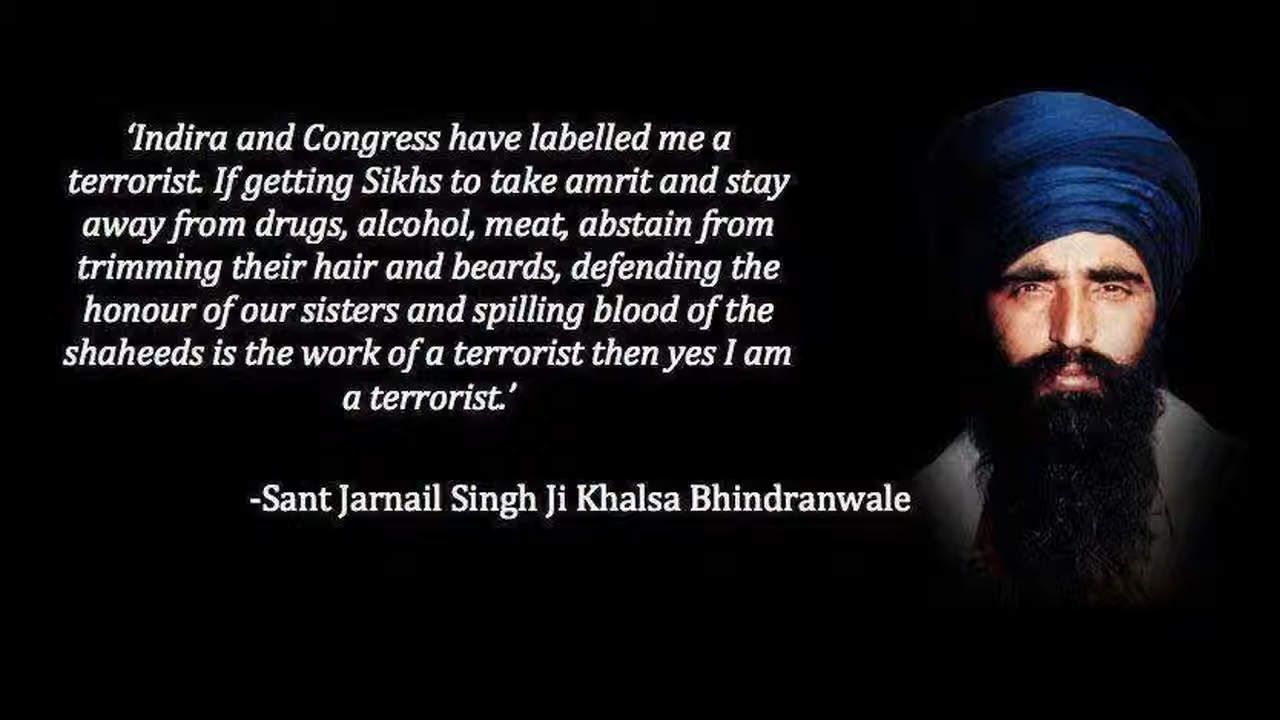 ‘Indira and Congress have labelled me a
terrorist. If getting Sikhs to take amrit and stay
away from drugs, alcohol, meat, abstain from
trimming their hair and beards, defending the
honour of our sisters and spilling blood of the
shaheeds is the work of a terrorist then yes I am
a terrorist.’
-Sant Jarnail Singh Ji Khalsa Bhindranwale